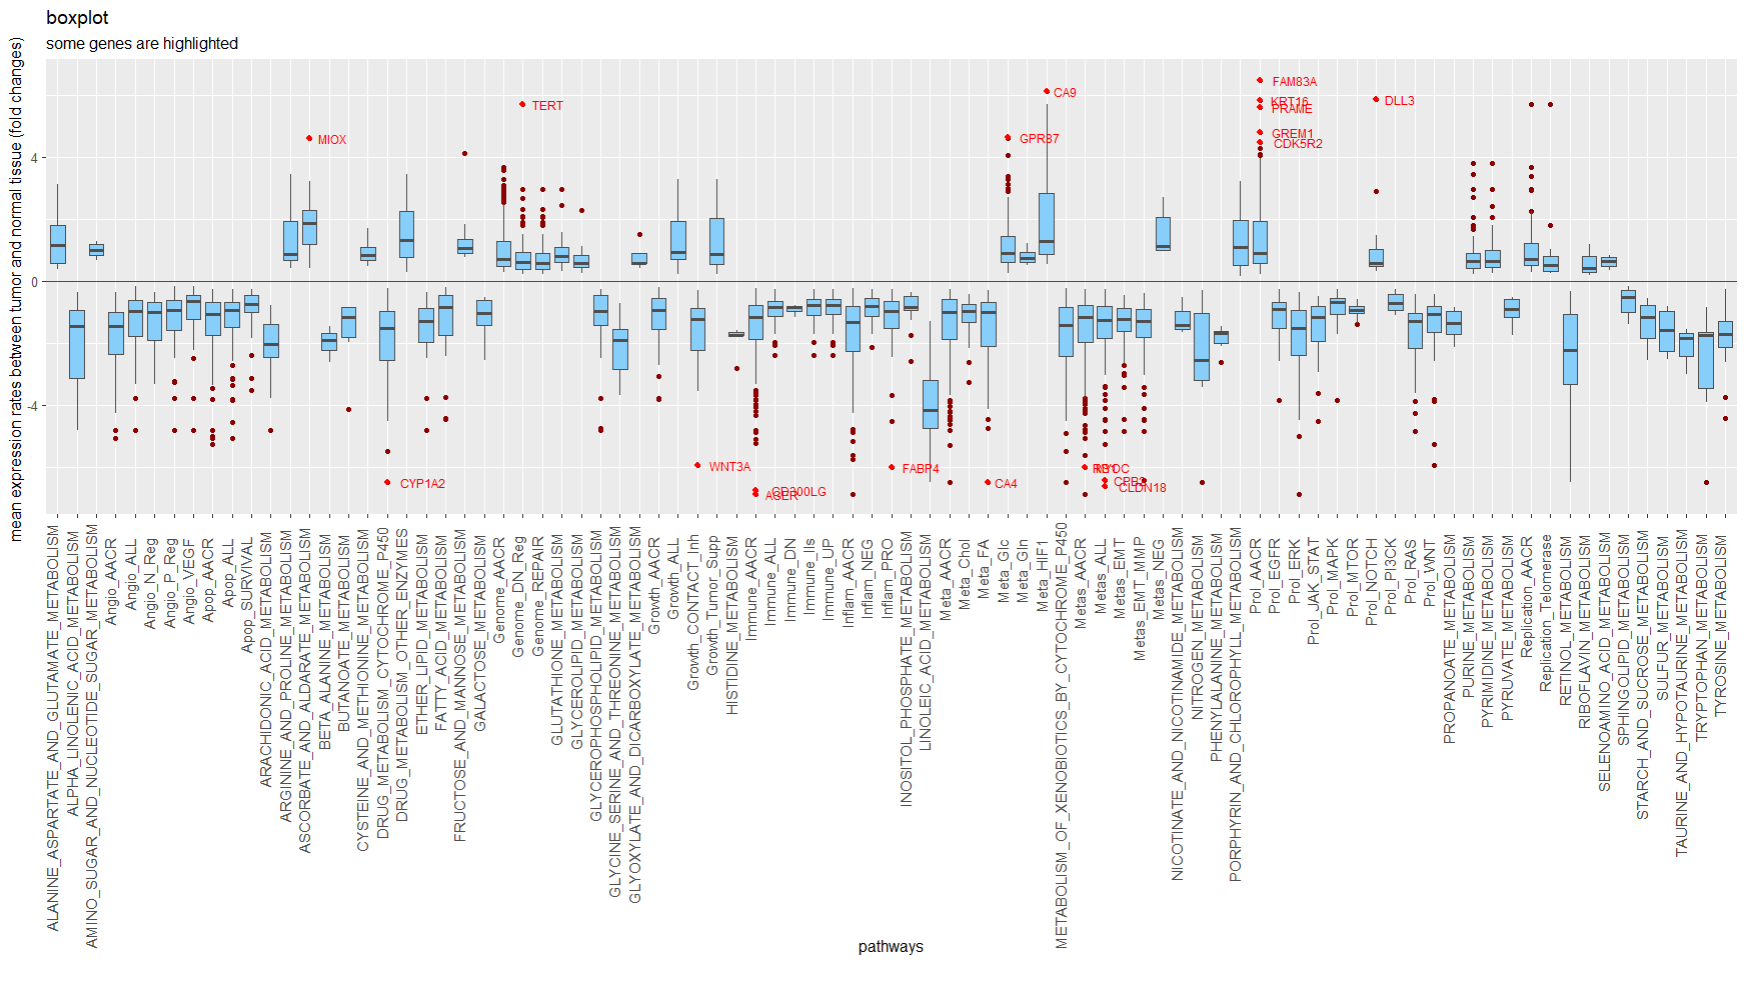 boxplot
some genes are highlighted
mean expression rates between tumor and normal tissue (fold changes)
4
0
-4
MIOX
TERT
GPR87
CA9
FAM83A
KRT16
PRAME
GREM1
CDK5R2
DLL3
CYP1A2
WNT3A
CD300LG
FABP4
CA4
CLDN18
ALANINE_ASPARTATE_AND_GLUTAMATE_METABOLISM
ALPHA_LINOLENIC_ACID_METABOLISM
AMINO_SUGAR_AND_NUCLEOTIDE_SUGAR_METABOLISM
Angio_AACR
Angio_ALL
Angio_N_Reg
Angio_P_Reg
Angio_VEGF
Apop_AACR
Apop_ALL
Apop_SURVIVAL
ARACHIDONIC_ACID_METABOLISM
ARGININE_AND_PROLINE_METABOLISM
ASCORBATE_AND_ALDARATE_METABOLISM
BETA_ALANINE_METABOLISM
BUTANOATE_METABOLISM
CYSTEINE_AND_METHIONINE_METABOLISM
DRUG_METABOLISM_CYTOCHROME_P450
DRUG_METABOLISM_OTHER_ENZYMES
ETHER_LIPID_METABOLISM
FATTY_ACID_METABOLISM
FRUCTOSE_AND_MANNOSE_METABOLISM
GALACTOSE_METABOLISM
Genome_AACR
Genome_DN_Reg
Genome_REPAIR
GLUTATHIONE_METABOLISM
GLYCEROLIPID_METABOLISM
GLYCEROPHOSPHOLIPID_METABOLISM
GLYCINE_SERINE_AND_THREONINE_METABOLISM
GLYOXYLATE_AND_DICARBOXYLATE_METABOLISM
Growth_AACR
Growth_ALL
Growth_CONTACT_Inh
Growth_Tumor_Supp
HISTIDINE_METABOLISM
Immune_AACR
Immune_ALL
Immune_DN
Immune_IIs
Immune_UP
Inflam_AACR
Inflam_NEG
Inflam_PRO
INOSITOL_PHOSPHATE_METABOLISM
LINOLEIC_ACID_METABOLISM
Meta_AACR
Meta_Chol
Meta_FA
Meta_Glc
Meta_Gln
Meta_HIF1
METABOLISM_OF_XENOBIOTICS_BY_CYTOCHROME_P450
Metas_AACR
Metas_ALL
Metas_EMT
Metas_EMT_MMP
Metas_NEG
NICOTINATE_AND_NICOTINAMIDE_METABOLISM
NITROGEN_METABOLISM
PHENYLALANINE_METABOLISM
PORPHYRIN_AND_CHLOROPHYLL_METABOLISM
Prol_AACR
Prol_EGFR
Prol_ERK
Prol_JAK_STAT
Prol_MAPK
Prol_MTOR
Prol_NOTCH
Prol_PI3CK
Prol_RAS
Prol_WNT
PROPANOATE_METABOLISM
PURINE_METABOLISM
PYRIMIDINE_METABOLISM
PYRUVATE_METABOLISM
Replication_AACR
Replication_Telomerase
RETINOL_METABOLISM
RIBOFLAVIN_METABOLISM
SELENOAMINO_ACID_METABOLISM
SPHINGOLIPID_METABOLISM
STARCH_AND_SUCROSE_METABOLISM
SULFUR_METABOLISM
TAURINE_AND_HYPOTAURINE_METABOLISM
TRYPTOPHAN_METABOLISM
TYROSINE_METABOLISM
pathways